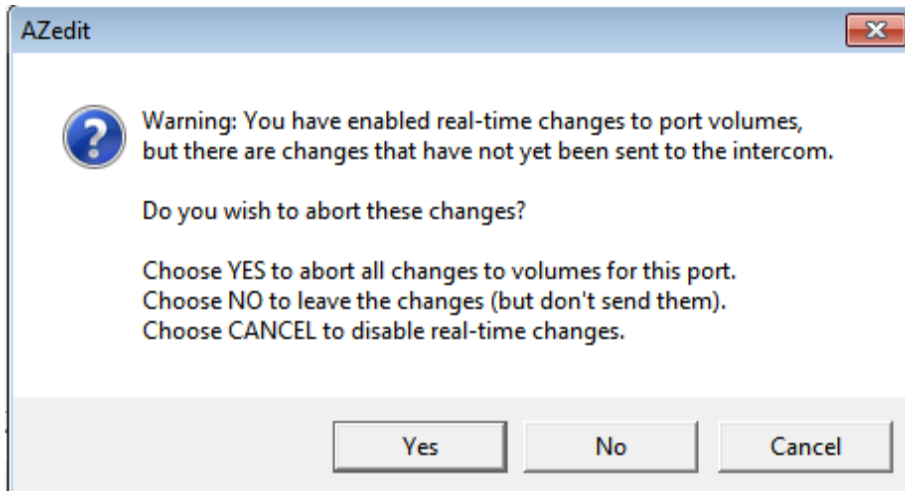 AZedit
Warning: You have enabled real-time changes to port volumes,
but there are changes that have not yet been sent to the intercom.
Do you wish to abort these changes?
Choose YES to abort all changes to volumes for this port.
Choose NO to leave the changes (but don't send them).
Choose CANCEL to disable real-time changes.
Yes No Cancel